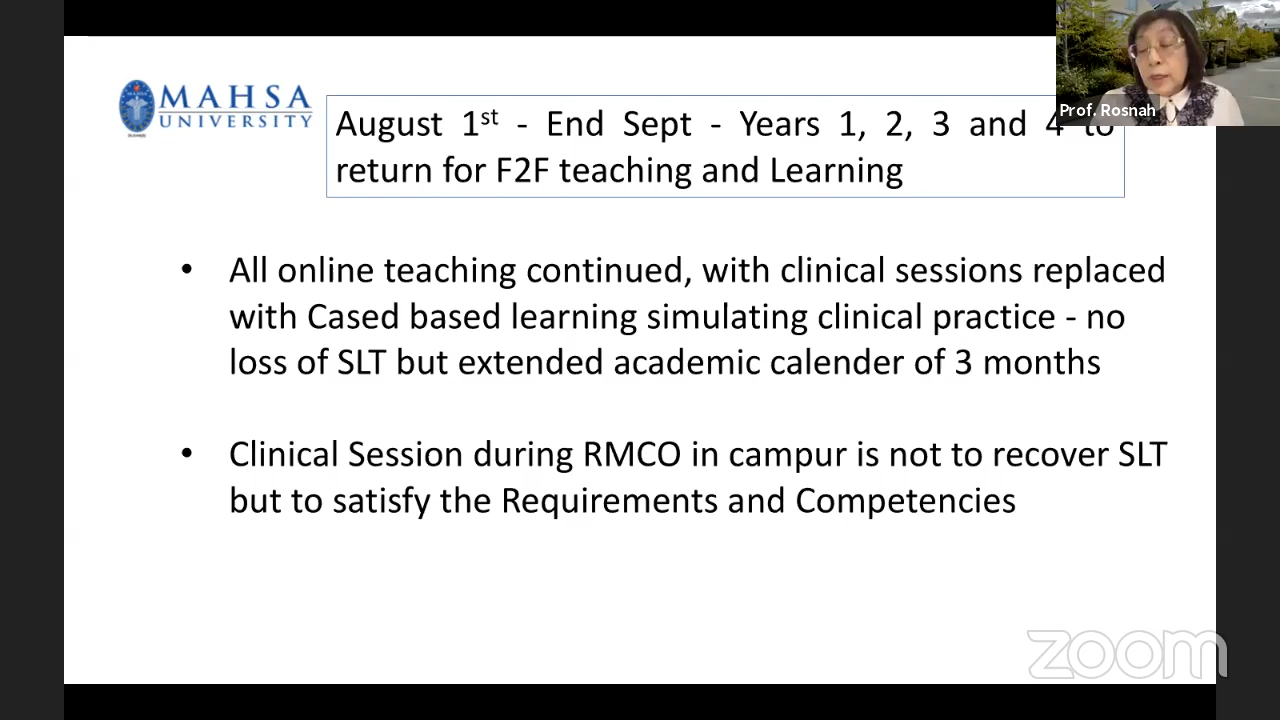 MAHSA
UNIVERSITY
August 1st - End Sept - Years 1, 2, 3 and 4 to
return for F2F teaching and Learning
Prof. Rosnah
• All online teaching continued, with clinical sessions replaced
with Cased based learning simulating clinical practice - no
loss of SLT but extended academic calender of 3 months
• Clinical Session during RMCO in campur is not to recover SLT
but to satisfy the Requirements and Competencies
zoom